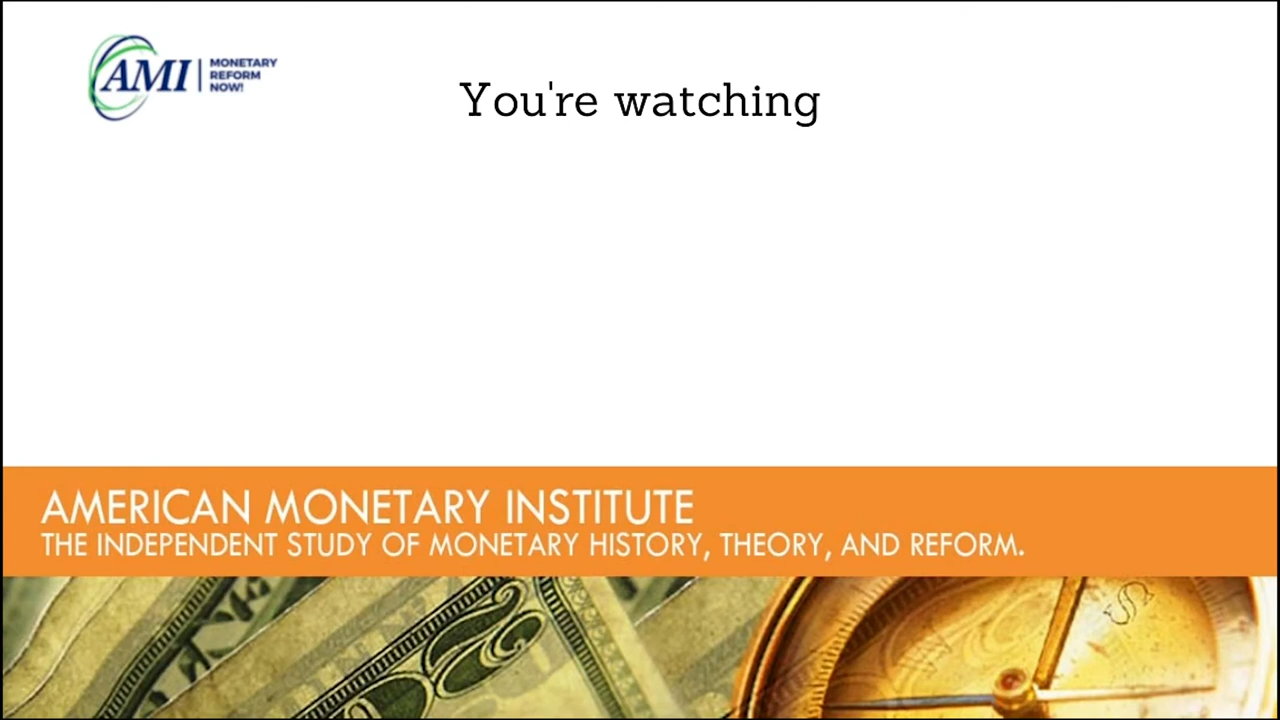 AMI
MONETARY
REFORM
NOW!
You're watching
AMERICAN MONETARY INSTITUTE
THE INDEPENDENT STUDY OF MONETARY HISTORY, THEORY, AND REFORM.
S